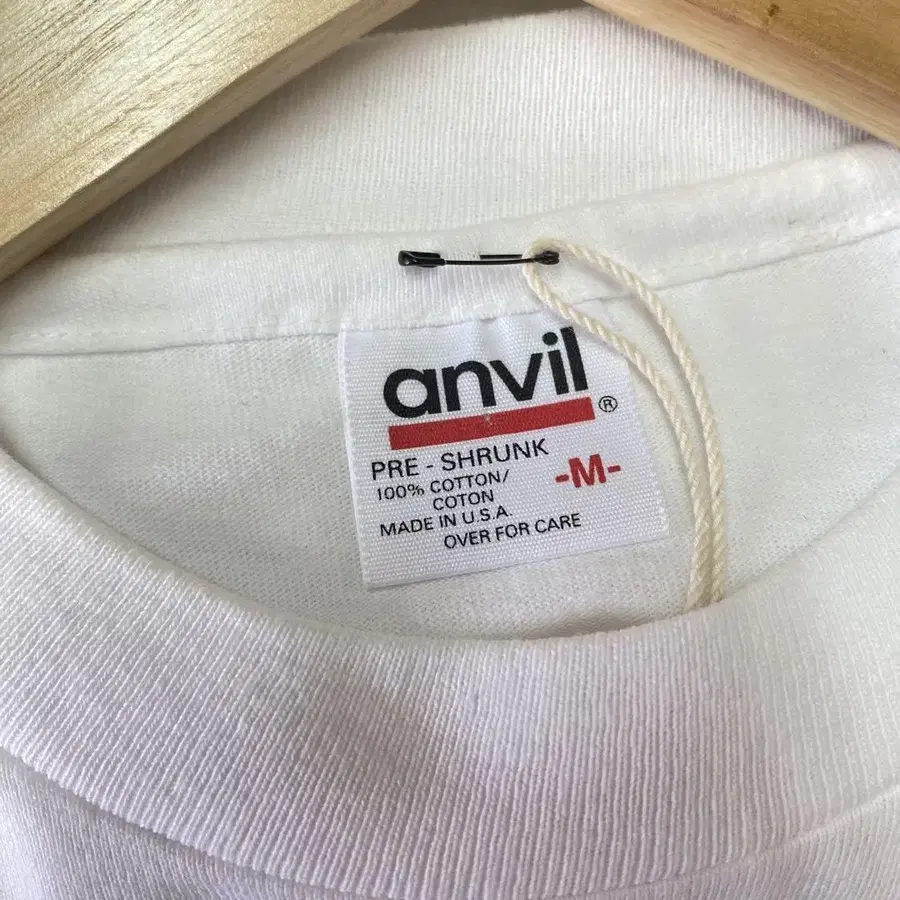 anvil®
PRE - SHRUNK
-M-
100% COTTON/
COTON
MADE IN U.S.A.
OVER FOR CARE